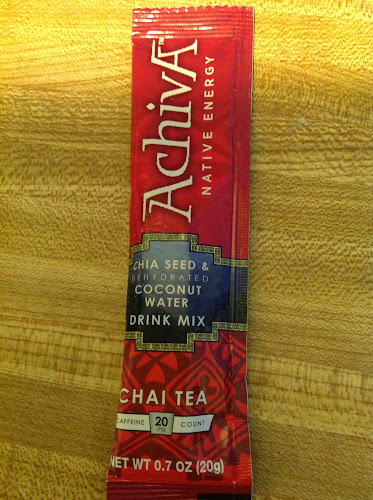 AchivA™
NATIVE ENERGY
CHIA SEED &
DEHYDRATED
COCONUT
WATER
DRINK MIX
CHAI TEA
CAFFEINE 20 mg COUNT
NET WT 0.7 OZ (20g)